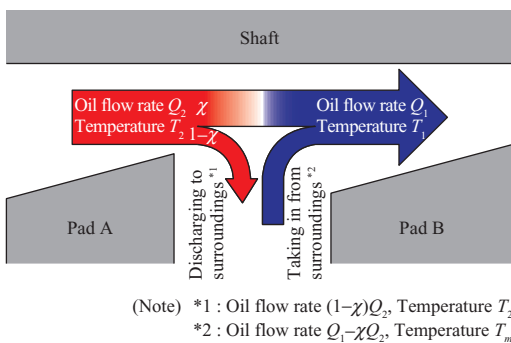 Shaft
Oil flow rate Q₂ χ
Temperature T₂ 1−χ
Oil flow rate Q₁
Temperature T₁
Pad A
Discharging to
surroundings *1
Taking in from
surroundings *2
Pad B
(Note) *1 : Oil flow rate (1−χ)Q₂, Temperature T₂
*2 : Oil flow rate Q₁−χQ₂, Temperature Tₘ